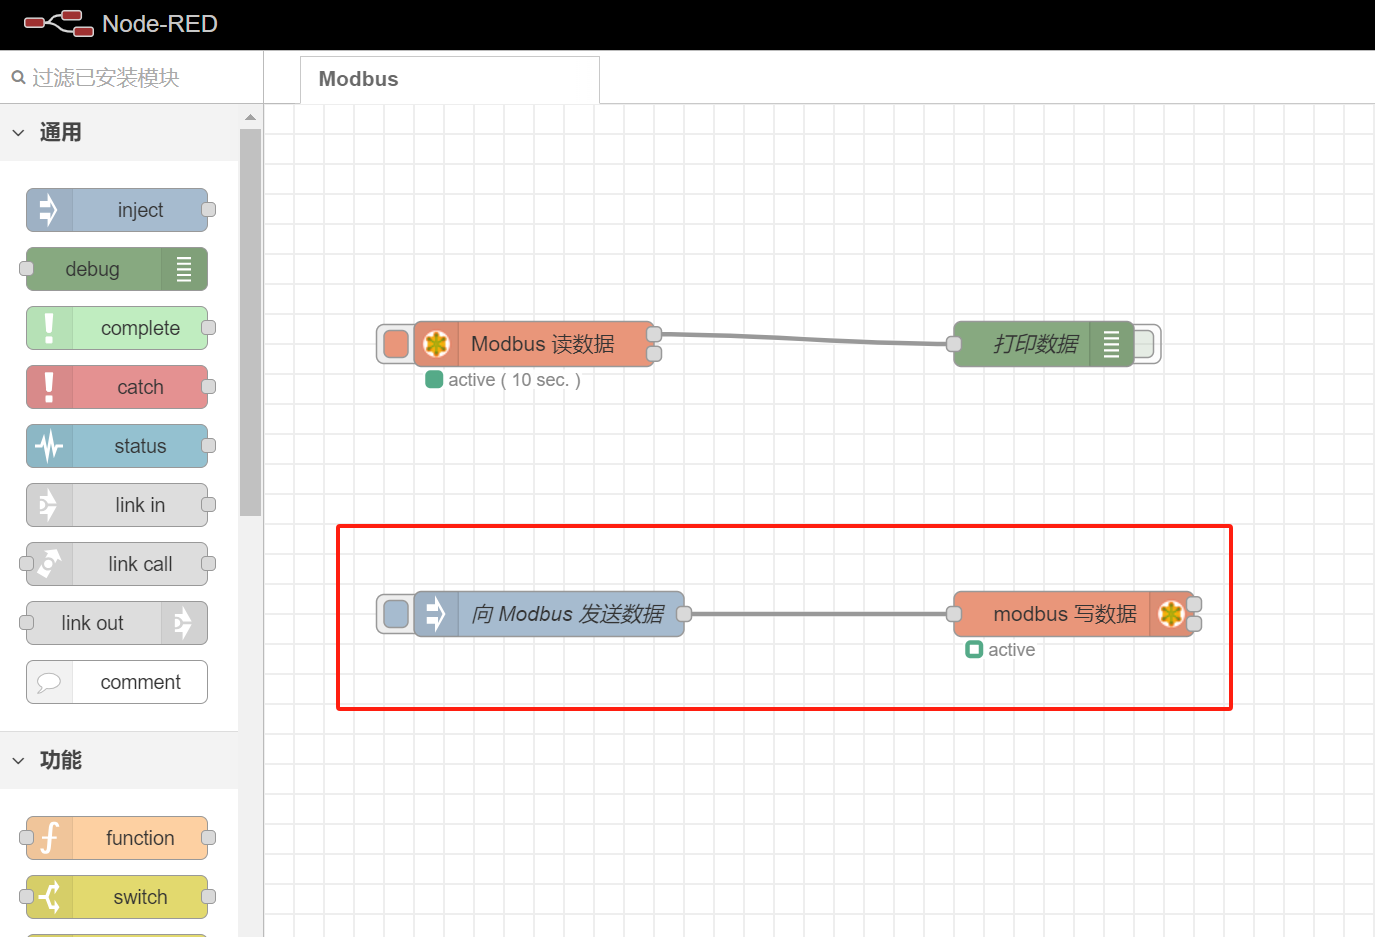 Node-RED
过滤已安装模块
Modbus
通用
inject
debug
complete
catch
status
link in
link call
link out
comment
功能
function
switch
Modbus 读数据
active ( 10 sec. )
打印数据
向 Modbus 发送数据
modbus 写数据
active